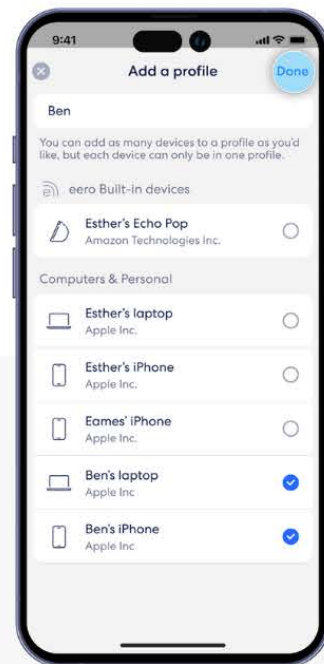 9:41
Add a profile
Done
Ben
You can add as many devices to a profile as you'd
like, but each device can only be in one profile.
eero Built-in devices
Esther's Echo Pop
Amazon Technologies Inc.
Computers & Personal
Esther's laptop
Apple Inc.
Esther's iPhone
Apple Inc.
Eames' iPhone
Apple Inc.
Ben's laptop
Apple Inc
Ben's iPhone
Apple Inc